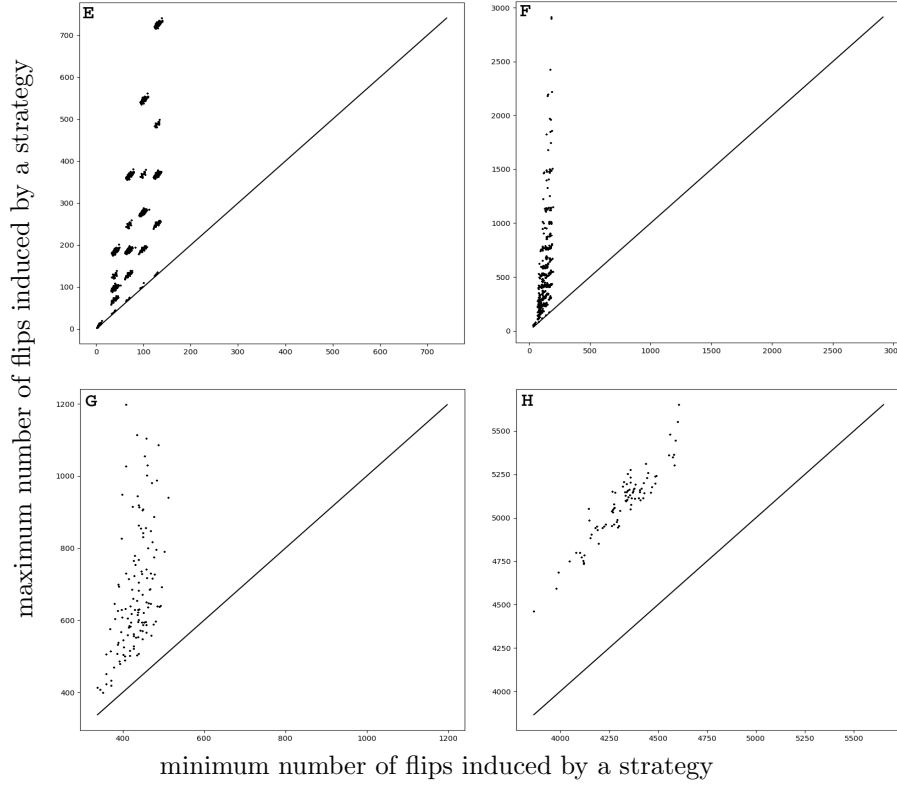 E
700
600
500
400
300
200
100
0
0 100 200 300 400 500 600 700
F
3000
2500
2000
1500
1000
500
0
0 500 1000 1500 2000 2500 3000
G
1200
1000
800
600
400
400 600 800 1000 1200
H
5500
5250
5000
4750
4500
4250
4000
4000 4250 4500 4750 5000 5250 5500
maximum number of flips induced by a strategy
minimum number of flips induced by a strategy